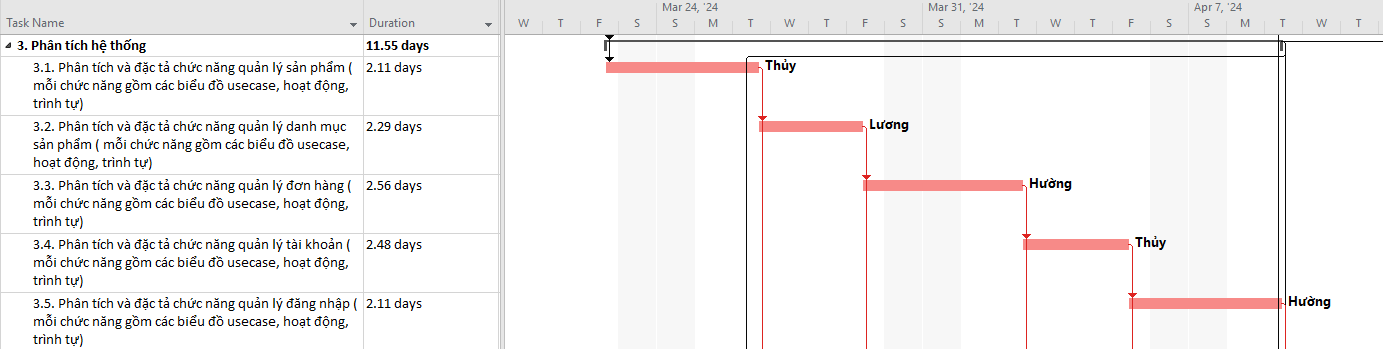 Task Name Duration
Mar 24, '24 Mar 31, '24 Apr 7, '24
W T F S S M T W T F S S M T W T F S S M T W T
3. Phân tích hệ thống 11.55 days
3.1. Phân tích và đặc tả chức năng quản lý sản phẩm ( 2.11 days Thủy
mỗi chức năng gồm các biểu đồ usecase, hoạt động,
trình tự)
3.2. Phân tích và đặc tả chức năng quản lý danh mục 2.29 days Lương
sản phẩm ( mỗi chức năng gồm các biểu đồ usecase,
hoạt động, trình tự)
3.3. Phân tích và đặc tả chức năng quản lý đơn hàng ( 2.56 days Hường
mỗi chức năng gồm các biểu đồ usecase, hoạt động,
trình tự)
3.4. Phân tích và đặc tả chức năng quản lý tài khoản ( 2.48 days Thủy
mỗi chức năng gồm các biểu đồ usecase, hoạt động,
trình tự)
3.5. Phân tích và đặc tả chức năng quản lý đăng nhập ( 2.11 days Hường
mỗi chức năng gồm các biểu đồ usecase, hoạt động,
trình tự)